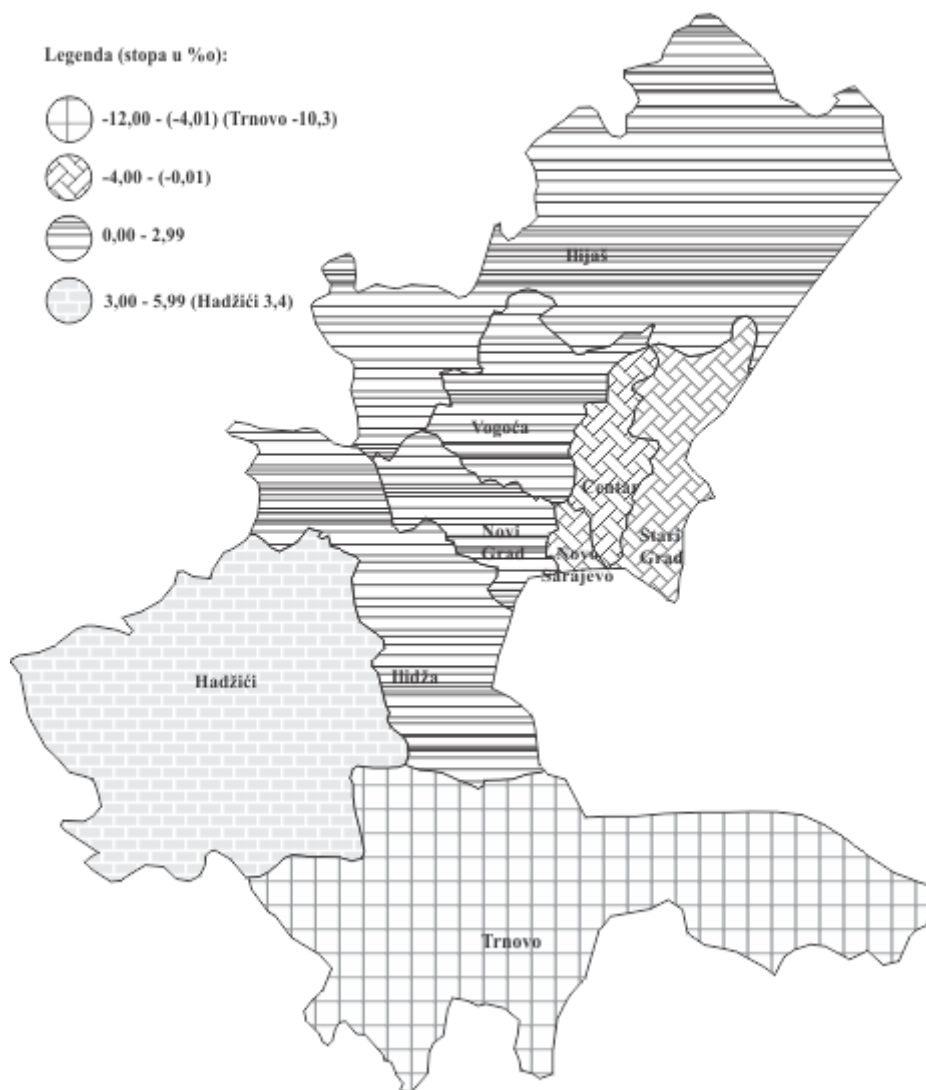 Legenda (stopa u %o):
-12,00 - (-4,01) (Trnovo -10,3)
-4,00 - (-0,01)
0,00 - 2,99
3,00 - 5,99 (Hadžići 3,4)
Ilijaš
Vogoća
Centar
Novi
Grad
Novo
Sarajevo
Stari
Grad
Hadžići
Ilidža
Trnovo